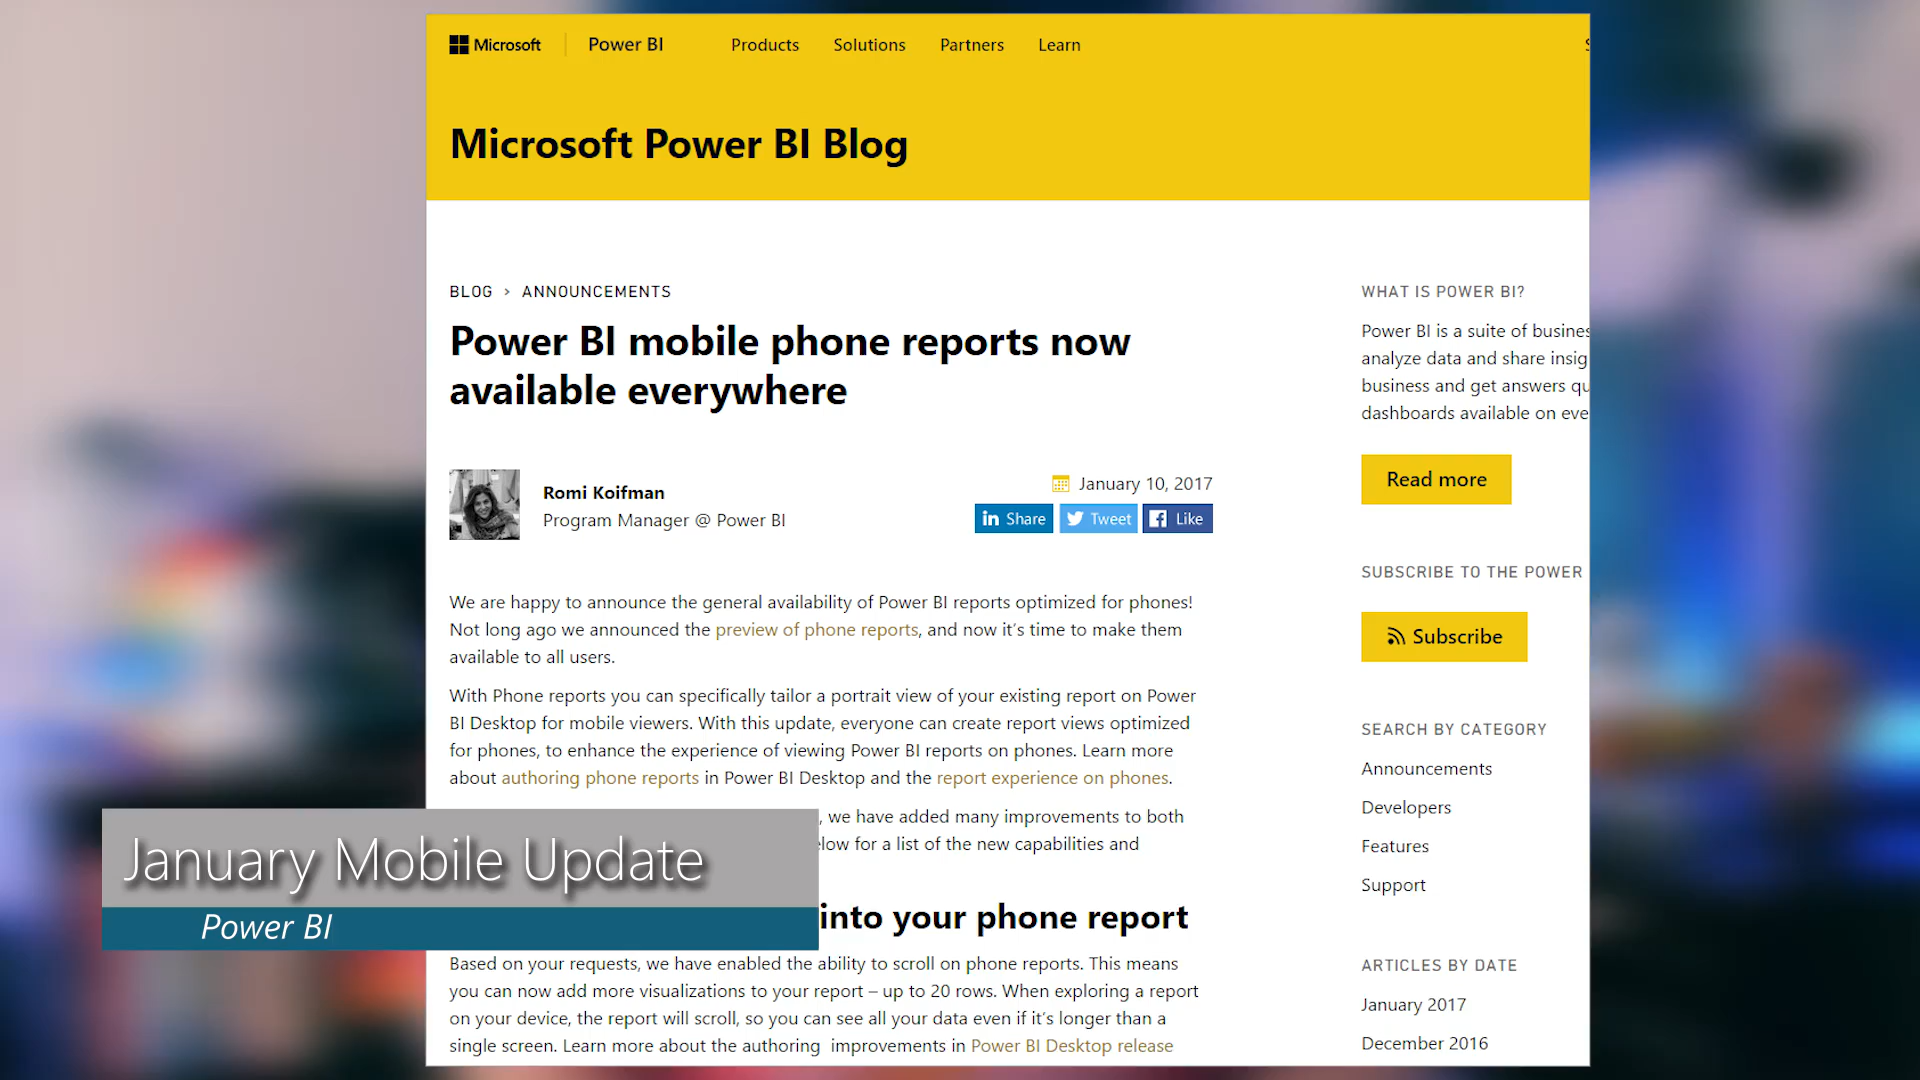 Microsoft Power BI Products Solutions Partners Learn
Microsoft Power BI Blog
BLOG > ANNOUNCEMENTS
Power BI mobile phone reports now
available everywhere
Romi Koifman
Program Manager @ Power BI
January 10, 2017
in Share Tweet Like
We are happy to announce the general availability of Power BI reports optimized for phones!
Not long ago we announced the preview of phone reports, and now it's time to make them
available to all users.
With Phone reports you can specifically tailor a portrait view of your existing report on Power
BI Desktop for mobile viewers. With this update, everyone can create report views optimized
for phones, to enhance the experience of viewing Power BI reports on phones. Learn more
about authoring phone reports in Power BI Desktop and the report experience on phones.
, we have added many improvements to both
for a list of the new capabilities and
into your phone report
Based on your requests, we have enabled the ability to scroll on phone reports. This means
you can now add more visualizations to your report – up to 20 rows. When exploring a report
on your device, the report will scroll, so you can see all your data even if it's longer than a
single screen. Learn more about the authoring improvements in Power BI Desktop release
WHAT IS POWER BI?
Power BI is a suite of busines
analyze data and share insig
business and get answers qu
dashboards available on eve
Read more
SUBSCRIBE TO THE POWER
Subscribe
SEARCH BY CATEGORY
Announcements
Developers
Features
Support
ARTICLES BY DATE
January 2017
December 2016
January Mobile Update
Power BI